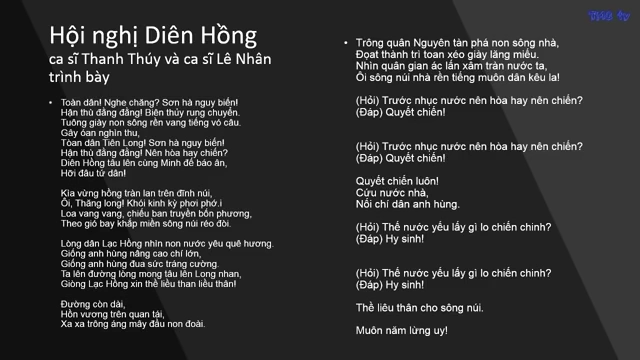 Hội nghị Diên Hồng
ca sĩ Thanh Thúy và ca sĩ Lê Nhân
trình bày
• Toàn dân! Nghe chăng? Sơn hà nguy biến!
Hận thù đằng đằng! Biên thủy rung chuyển.
Tuông giày non sông rền vang tiếng vó câu.
Gây oan nghìn thu,
Tòan dân Tiên Long! Sơn hà nguy biến!
Hận thù đằng đằng! Nên hòa hay chiến?
Diên Hồng tâu lên cùng Minh đế báo ân,
Hỡi đâu tứ dân!
Kìa vừng hồng tràn lan trên đỉnh núi,
Ôi, Thăng long! Khói kinh kỳ phơi phớ.i
Loa vang vang, chiếu ban truyền bốn phương,
Theo gió bay khắp miền sông núi réo đòi.
Lòng dân Lạc Hồng nhìn non nước yêu quê hương.
Giống anh hùng nâng cao chí lớn,
Giống anh hùng đua sức tráng cường.
Ta lên đường lòng mong tâu lên Long nhan,
Giòng Lạc Hồng xin thề liều than liều thân!
Đường còn dài,
Hồn vương trên quan tái,
Xa xa trông áng mây đầu non đoài.
• Trông quân Nguyên tàn phá non sông nhà,
Đoạt thành trì toan xéo giày lăng miếu.
Nhìn quân gian ác lấn xâm tràn nước ta,
Ôi sông núi nhà rền tiếng muôn dân kêu la!
(Hỏi) Trước nhục nước nên hòa hay nên chiến?
(Đáp) Quyết chiến!
(Hỏi) Trước nhục nước nên hòa hay nên chiến?
(Đáp) Quyết chiến!
Quyết chiến luôn!
Cứu nước nhà,
Nối chí dân anh hùng.
(Hỏi) Thế nước yếu lấy gì lo chiến chinh?
(Đáp) Hy sinh!
(Hỏi) Thế nước yếu lấy gì lo chiến chinh?
(Đáp) Hy sinh!
Thề liêu thân cho sông núi.
Muôn năm lừng uy!